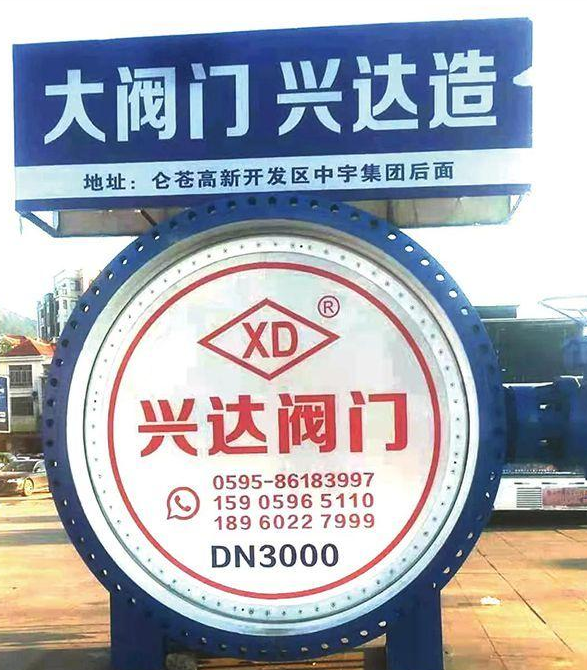 大阀门 兴达造
地址：仑苍高新开发区中宇集团后面
XD®
兴达阀门
0595-86183997
159 0596 5110
189 6022 7999
DN3000